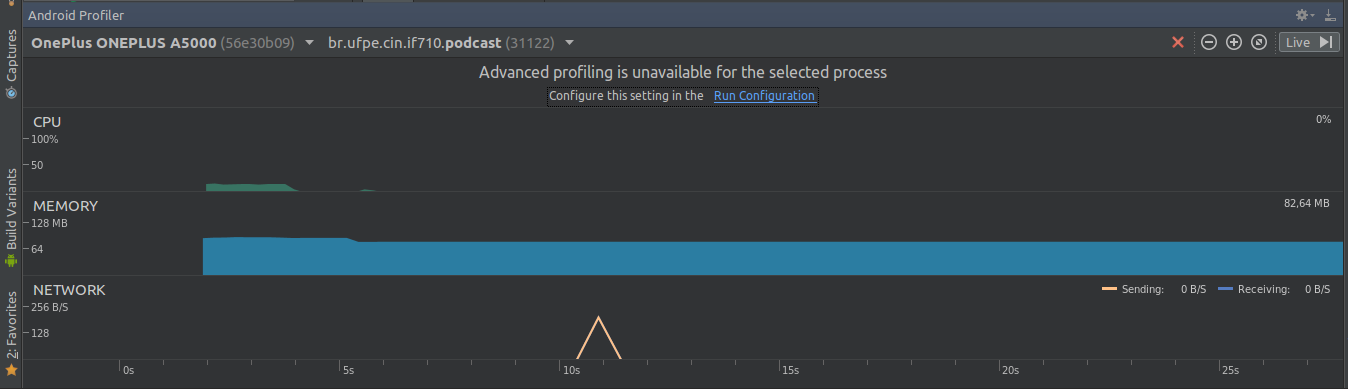 Android Profiler
OnePlus ONEPLUS A5000 (56e30b09) br.ufpe.cin.if710.podcast (31122) Live
Advanced profiling is unavailable for the selected process
Configure this setting in the Run Configuration
CPU 0%
100%
50
MEMORY 82,64 MB
128 MB
64
NETWORK Sending: 0 B/S Receiving: 0 B/S
256 B/S
128
0s 5s 10s 15s 20s 25s
Captures
Build Variants
2: Favorites